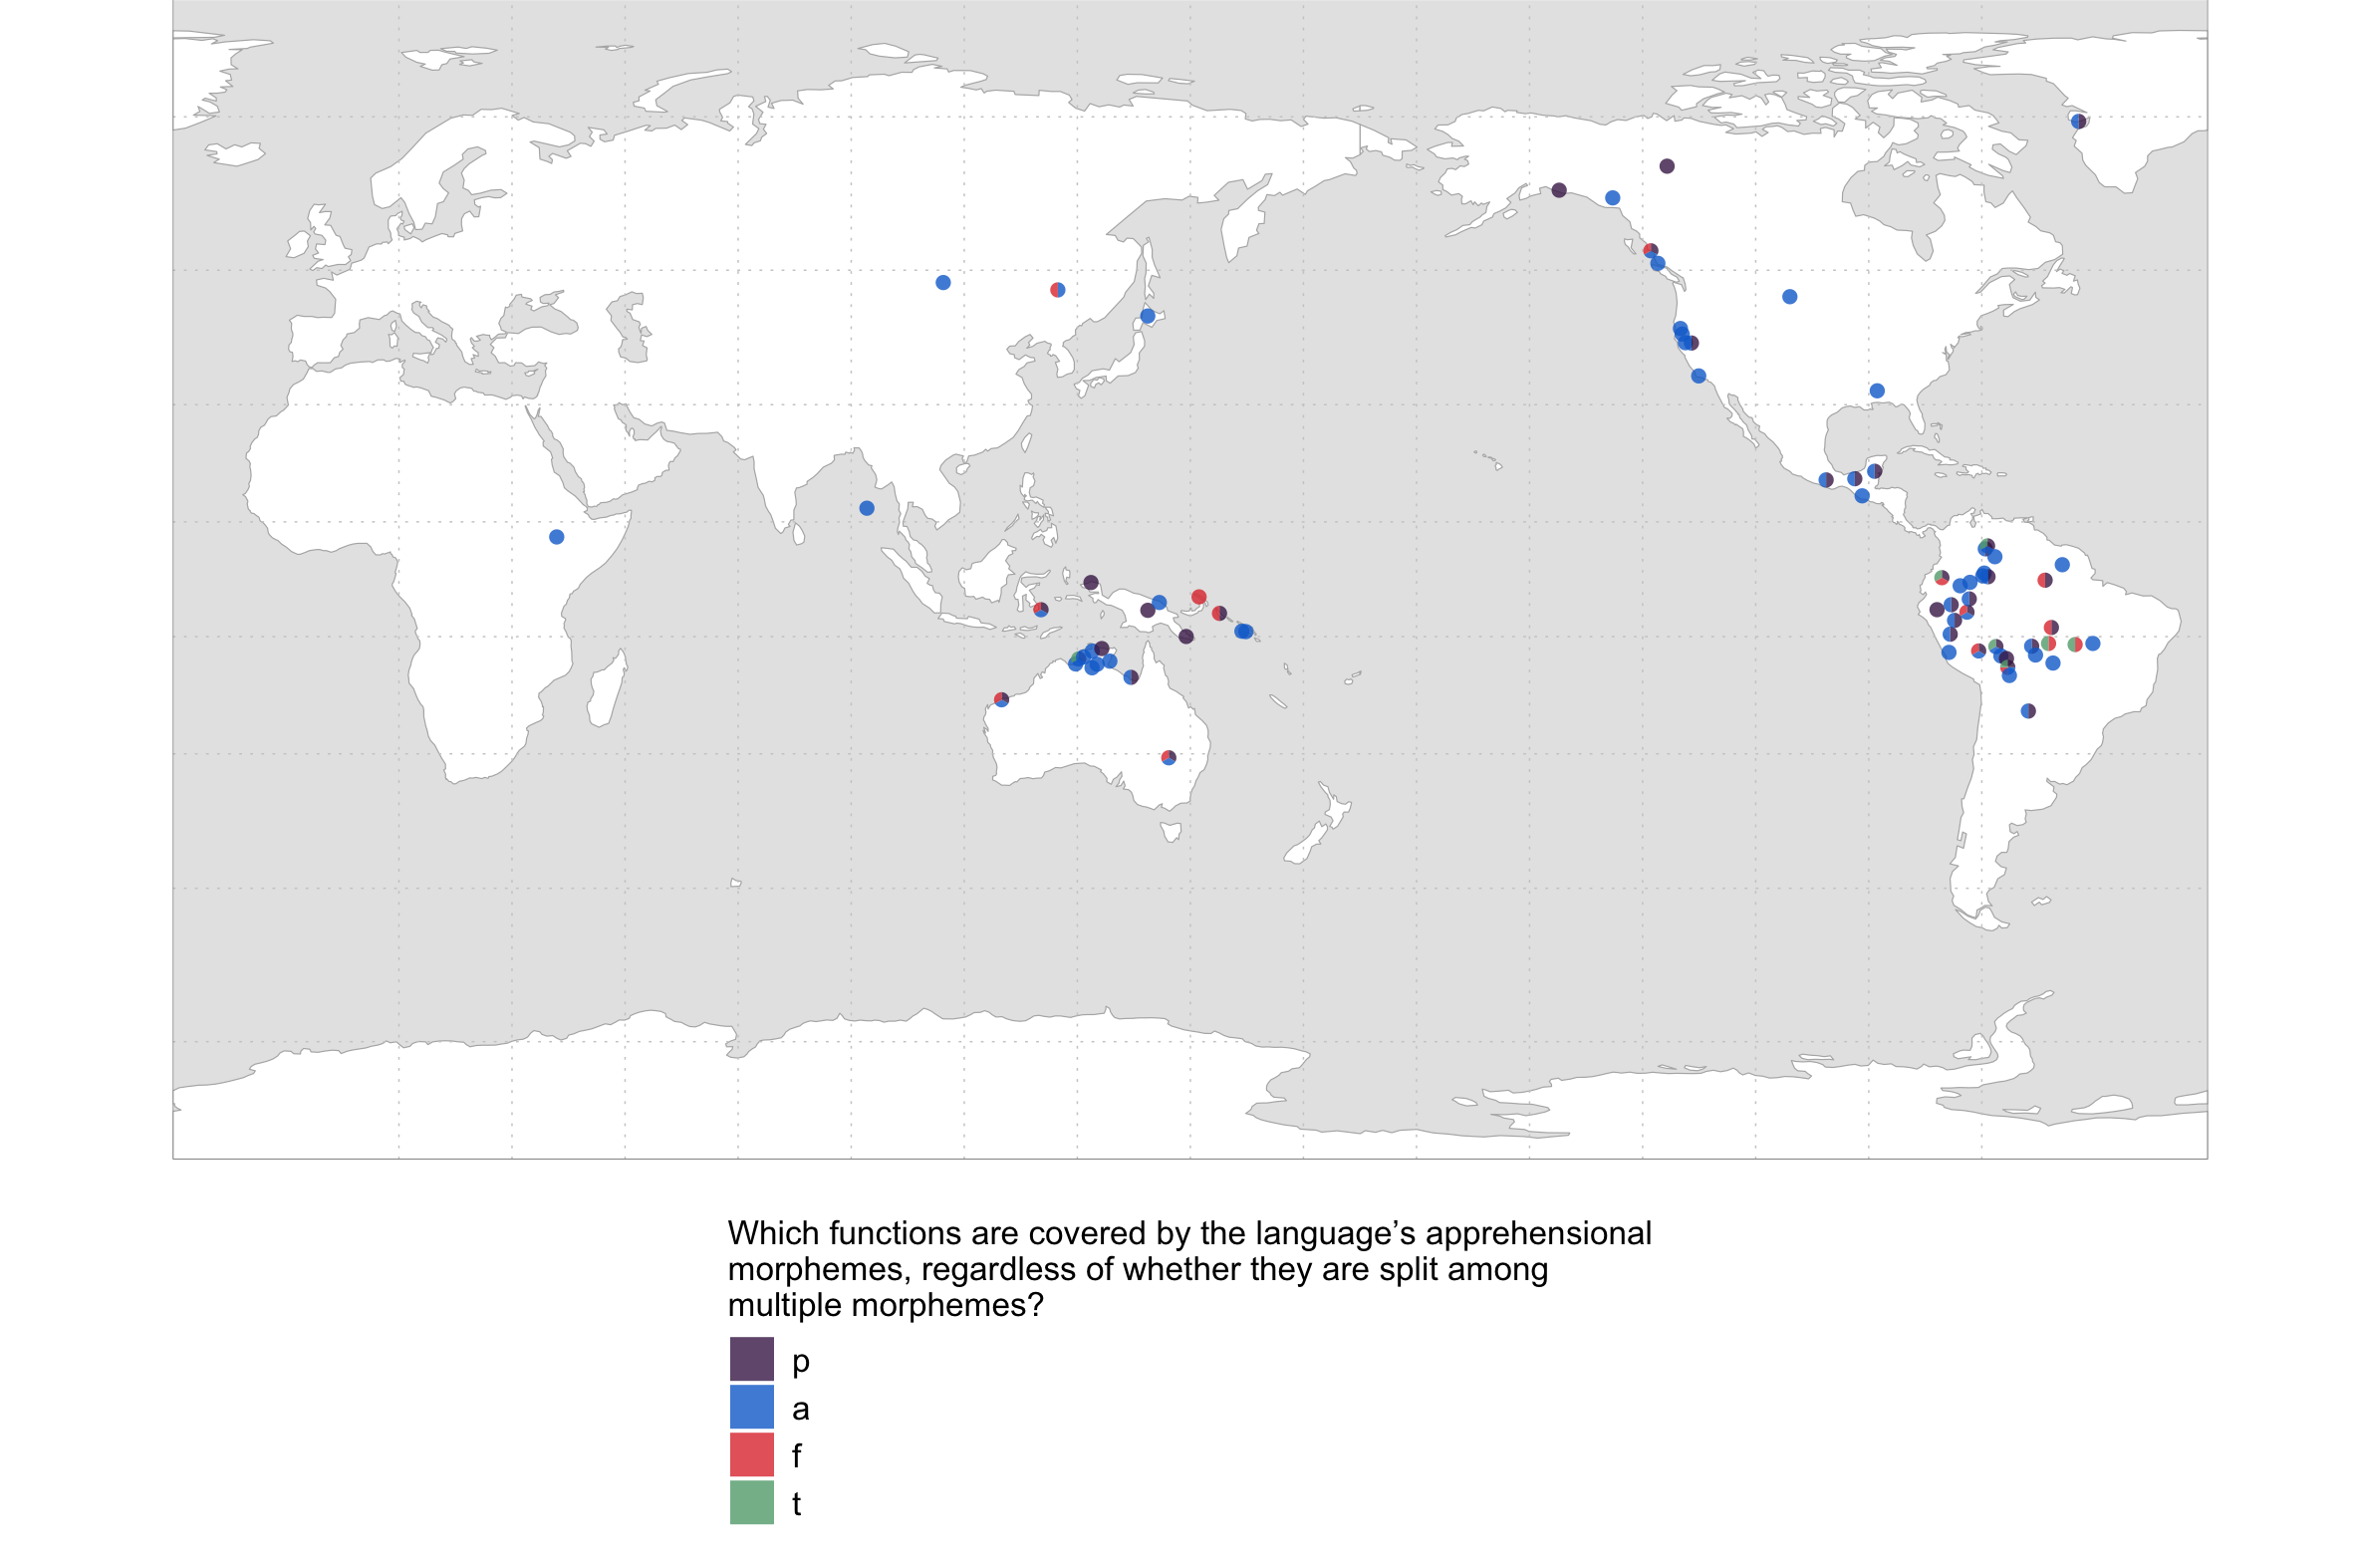 Which functions are covered by the language’s apprehensional
morphemes, regardless of whether they are split among
multiple morphemes?
p
a
f
t